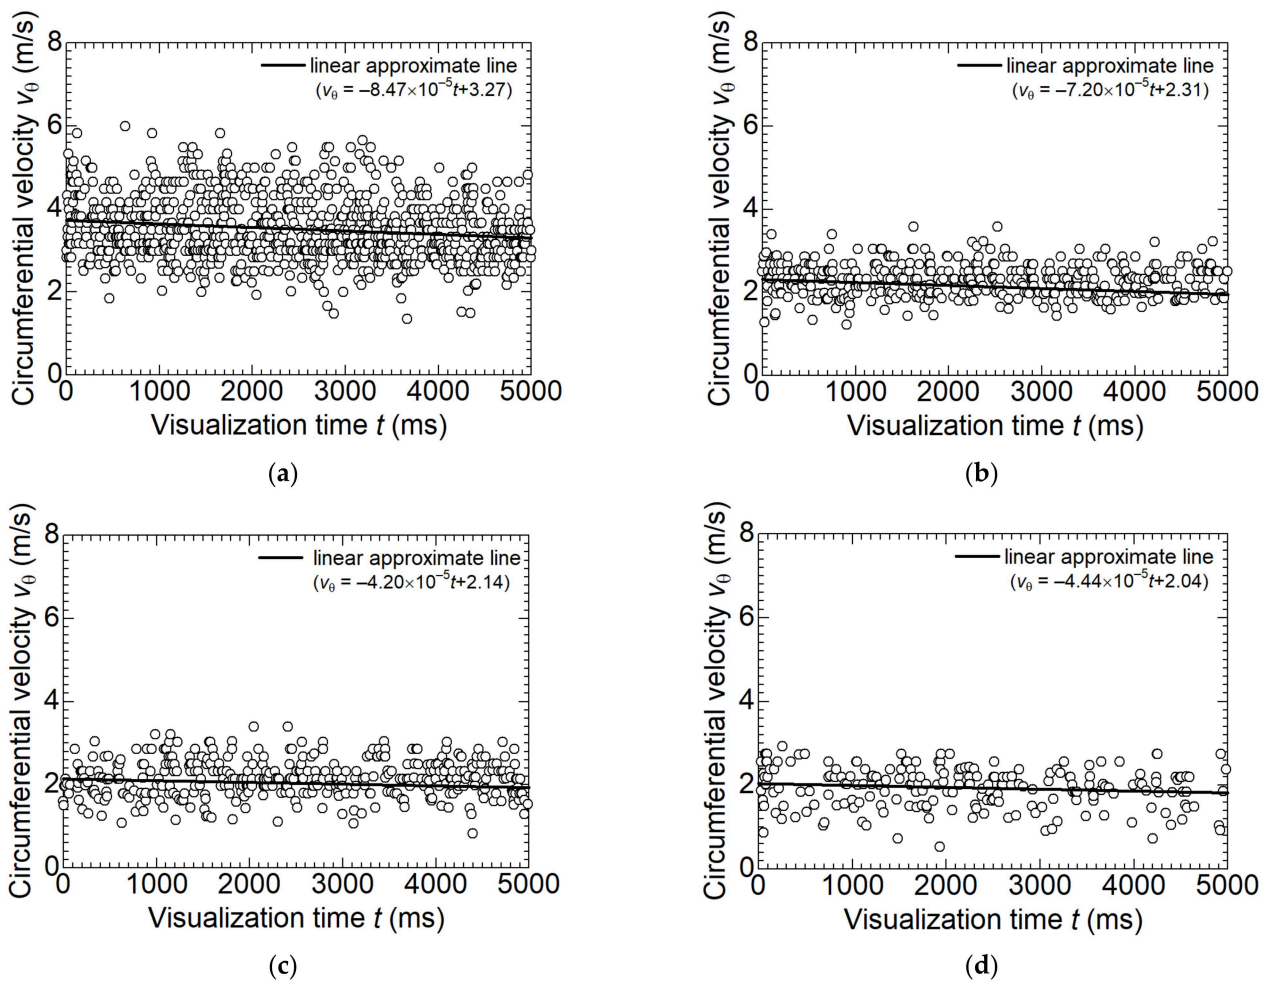 Circumferential velocity vθ (m/s)
8
6
4
2
0
linear approximate line
(vθ = –8.47×10⁻⁵t+3.27)
0 1000 2000 3000 4000 5000
Visualization time t (ms)
(a)
Circumferential velocity vθ (m/s)
8
6
4
2
0
linear approximate line
(vθ = –7.20×10⁻⁵t+2.31)
0 1000 2000 3000 4000 5000
Visualization time t (ms)
(b)
Circumferential velocity vθ (m/s)
8
6
4
2
0
linear approximate line
(vθ = –4.20×10⁻⁵t+2.14)
0 1000 2000 3000 4000 5000
Visualization time t (ms)
(c)
Circumferential velocity vθ (m/s)
8
6
4
2
0
linear approximate line
(vθ = –4.44×10⁻⁵t+2.04)
0 1000 2000 3000 4000 5000
Visualization time t (ms)
(d)